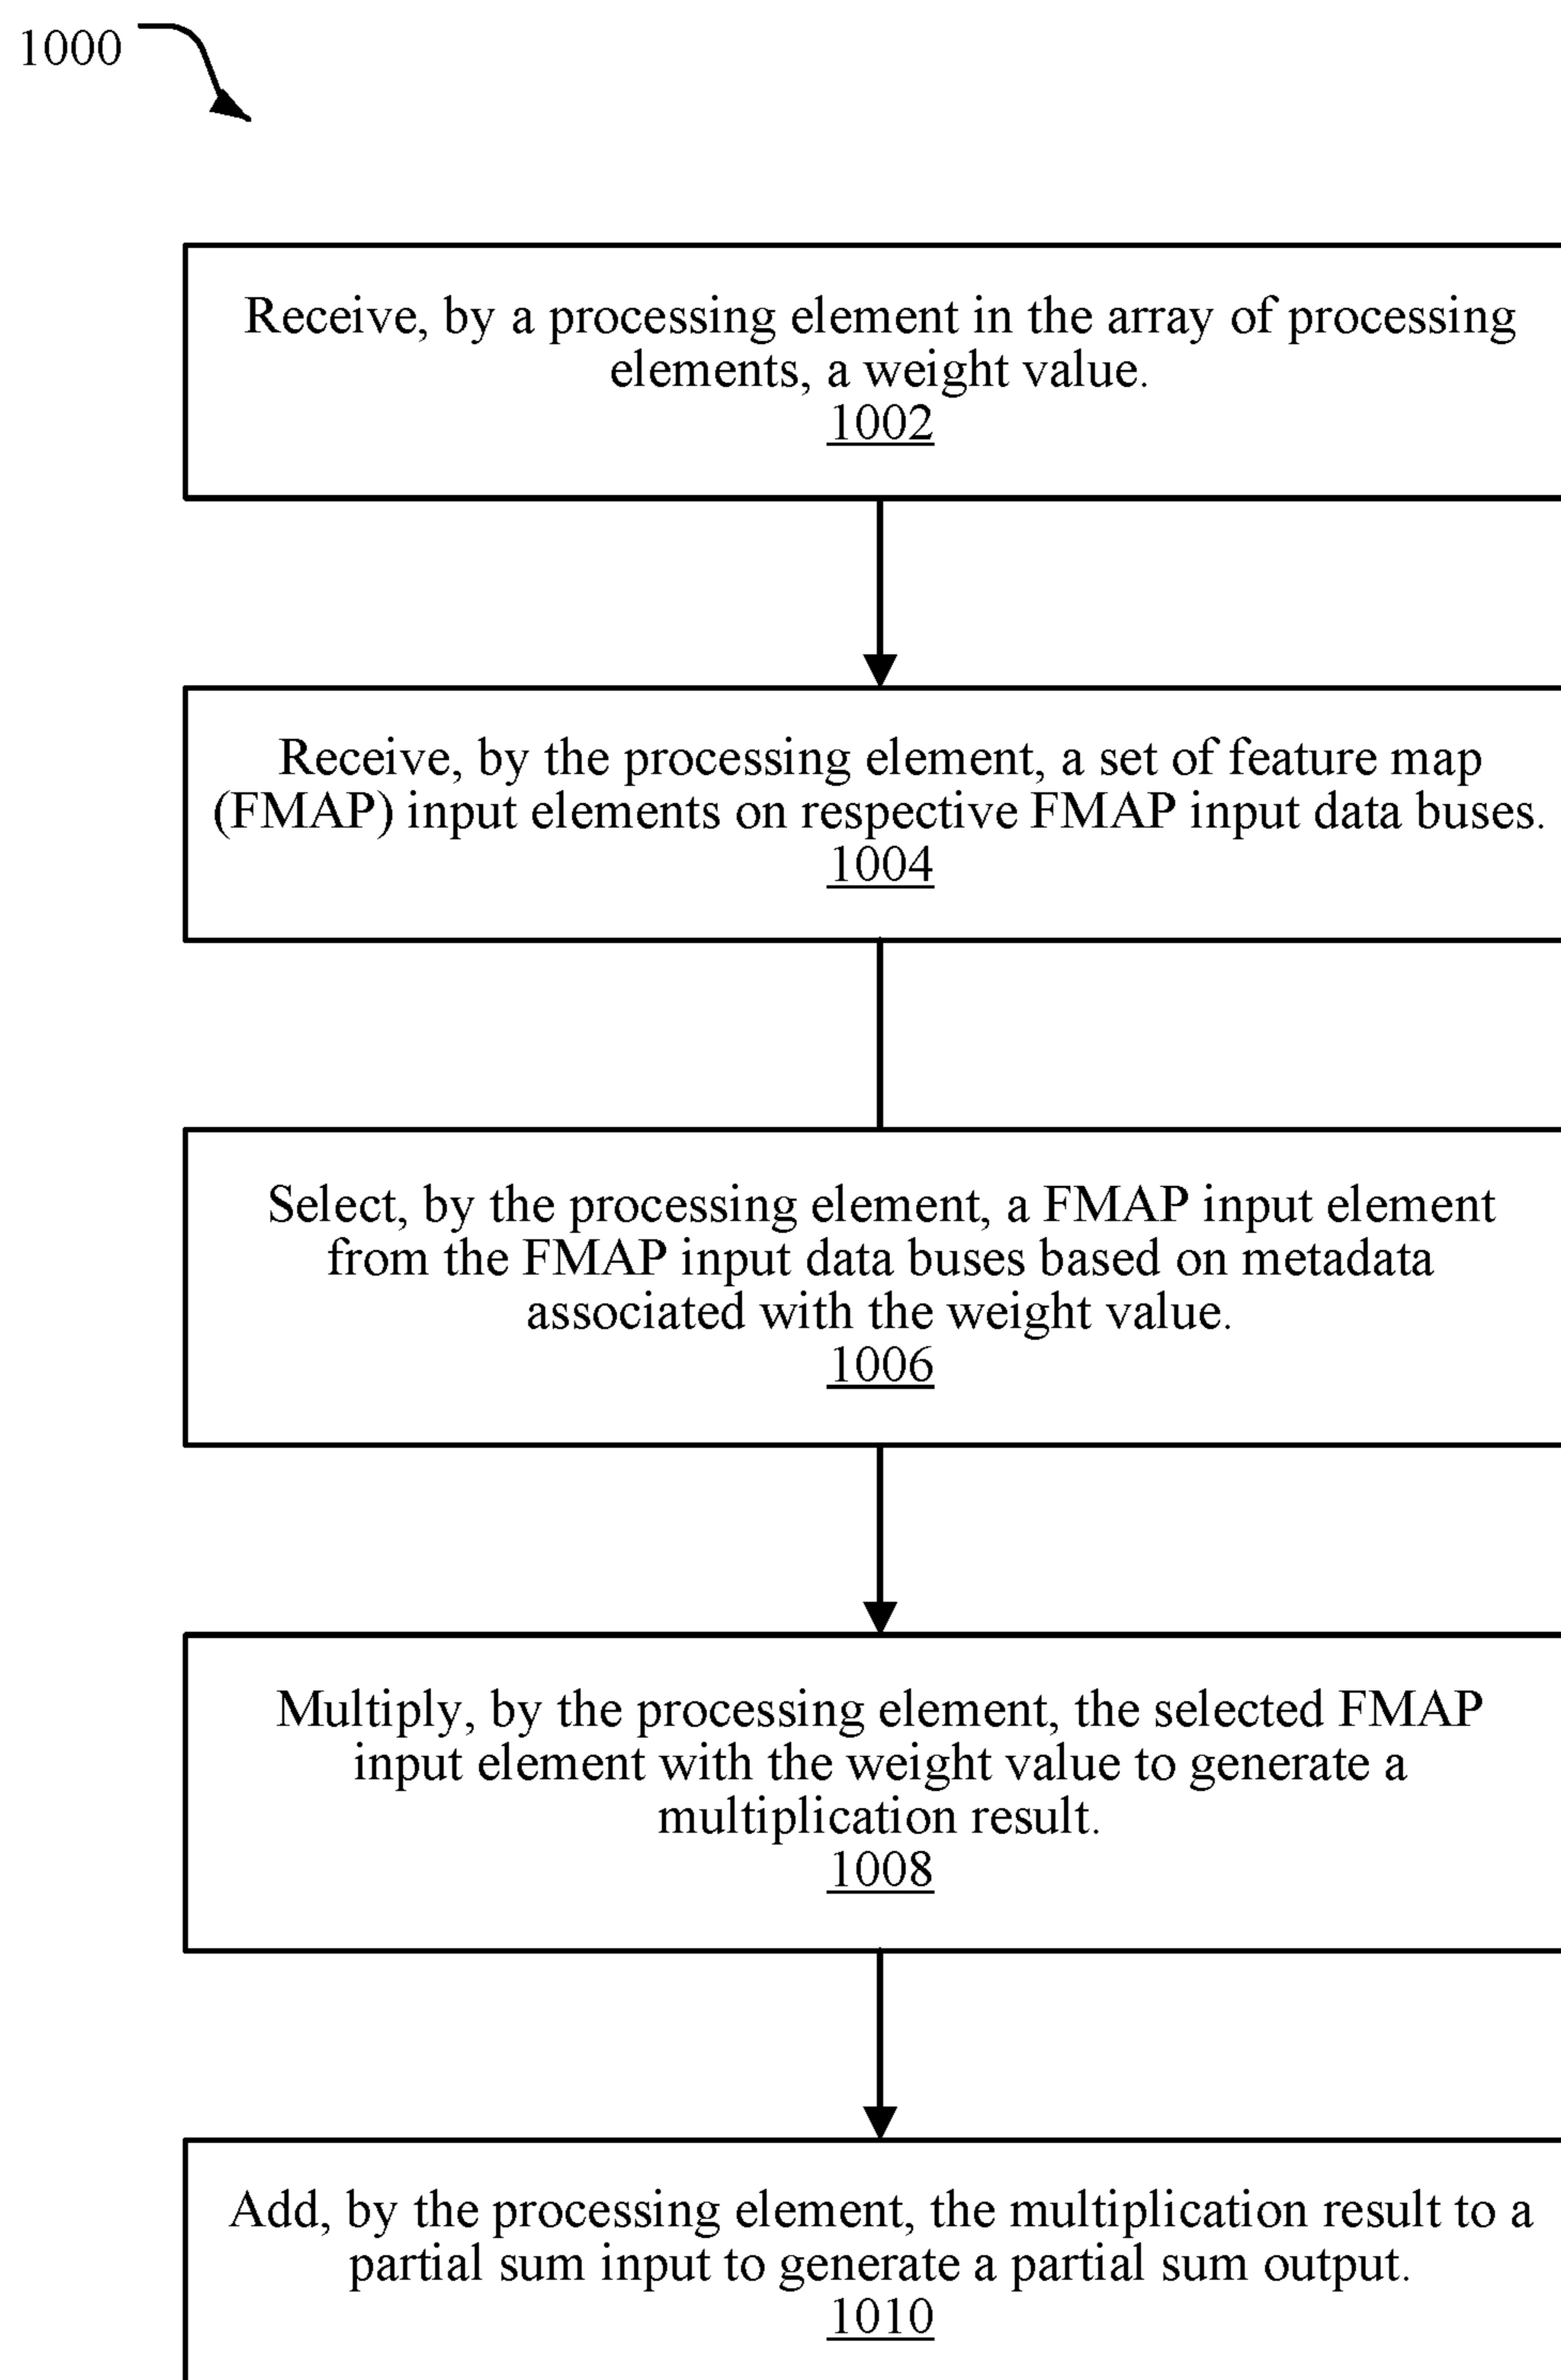 1000
Receive, by a processing element in the array of processing
elements, a weight value.
1002
Receive, by the processing element, a set of feature map
(FMAP) input elements on respective FMAP input data buses.
1004
Select, by the processing element, a FMAP input element
from the FMAP input data buses based on metadata
associated with the weight value.
1006
Multiply, by the processing element, the selected FMAP
input element with the weight value to generate a
multiplication result.
1008
Add, by the processing element, the multiplication result to a
partial sum input to generate a partial sum output.
1010